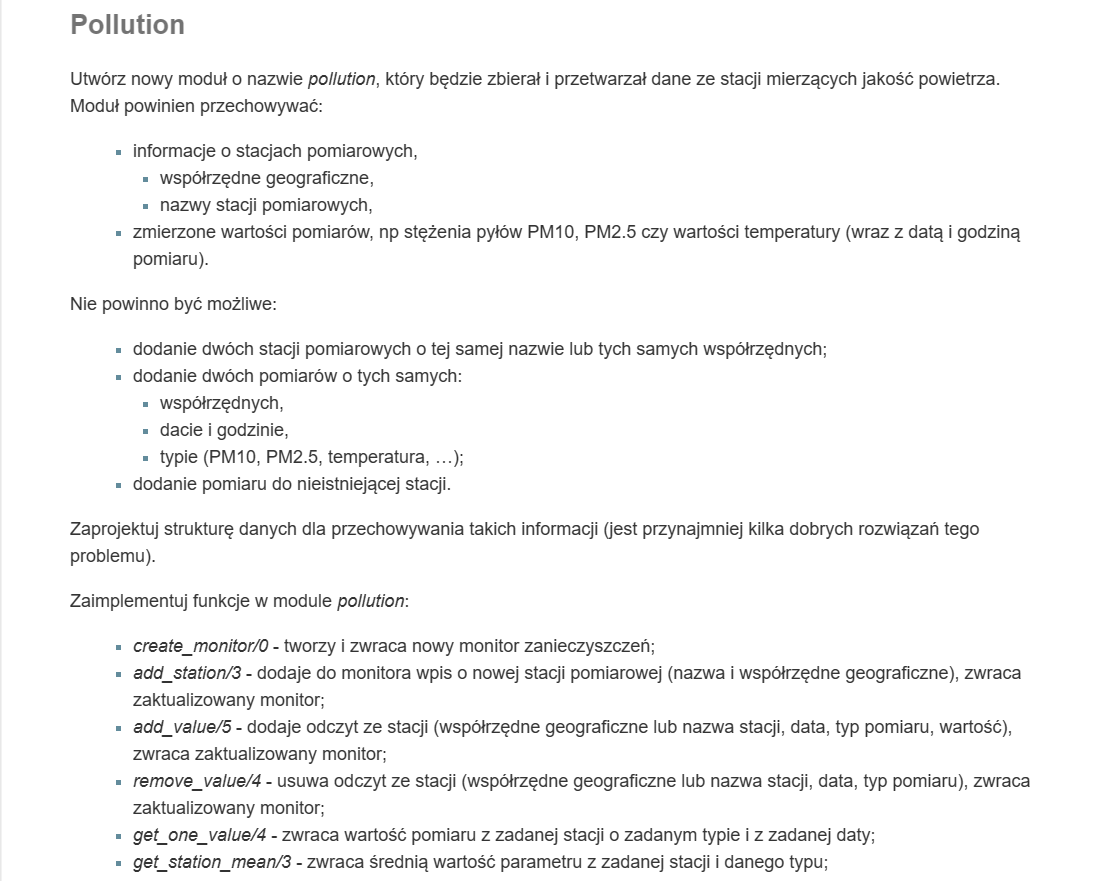 Pollution
Utwórz nowy moduł o nazwie pollution, który będzie zbierał i przetwarzał dane ze stacji mierzących jakość powietrza.
Moduł powinien przechowywać:
informacje o stacjach pomiarowych,
współrzędne geograficzne,
nazwy stacji pomiarowych,
zmierzone wartości pomiarów, np stężenia pyłów PM10, PM2.5 czy wartości temperatury (wraz z datą i godziną
pomiaru).
Nie powinno być możliwe:
dodanie dwóch stacji pomiarowych o tej samej nazwie lub tych samych współrzędnych;
dodanie dwóch pomiarów o tych samych:
współrzędnych,
dacie i godzinie,
typie (PM10, PM2.5, temperatura, …);
dodanie pomiaru do nieistniejącej stacji.
Zaprojektuj strukturę danych dla przechowywania takich informacji (jest przynajmniej kilka dobrych rozwiązań tego
problemu).
Zaimplementuj funkcje w module pollution:
create_monitor/0 - tworzy i zwraca nowy monitor zanieczyszczeń;
add_station/3 - dodaje do monitora wpis o nowej stacji pomiarowej (nazwa i współrzędne geograficzne), zwraca
zaktualizowany monitor;
add_value/5 - dodaje odczyt ze stacji (współrzędne geograficzne lub nazwa stacji, data, typ pomiaru, wartość),
zwraca zaktualizowany monitor;
remove_value/4 - usuwa odczyt ze stacji (współrzędne geograficzne lub nazwa stacji, data, typ pomiaru), zwraca
zaktualizowany monitor;
get_one_value/4 - zwraca wartość pomiaru z zadanej stacji o zadanym typie i z zadanej daty;
get_station_mean/3 - zwraca średnią wartość parametru z zadanej stacji i danego typu;